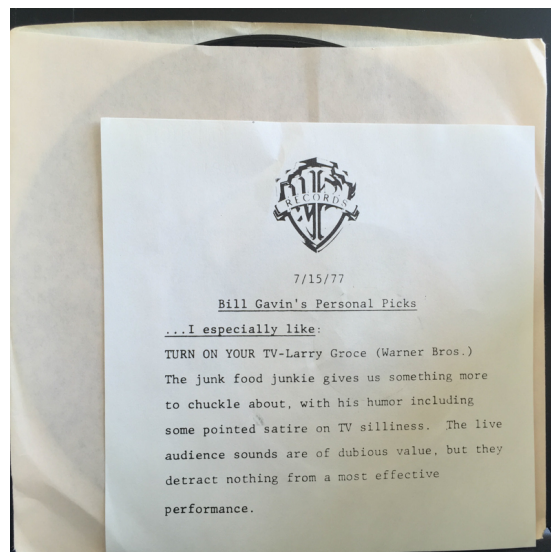 RECORDS
7/15/77
Bill Gavin's Personal Picks
...I especially like:
TURN ON YOUR TV-Larry Groce (Warner Bros.)
The junk food junkie gives us something more
to chuckle about, with his humor including
some pointed satire on TV silliness. The live
audience sounds are of dubious value, but they
detract nothing from a most effective
performance.